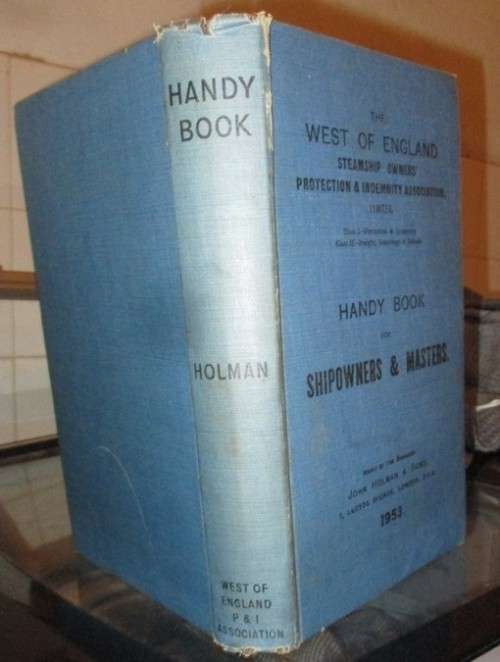 HANDY
BOOK
HOLMAN
WEST OF
ENGLAND
P & I
ASSOCIATION
THE
WEST OF ENGLAND
STEAMSHIP OWNERS'
PROTECTION & INDEMNITY ASSOCIATION,
LIMITED.
HANDY BOOK
FOR
SHIPOWNERS & MASTERS.
JOHN HOLMAN & SONS,
LONDON,
1953